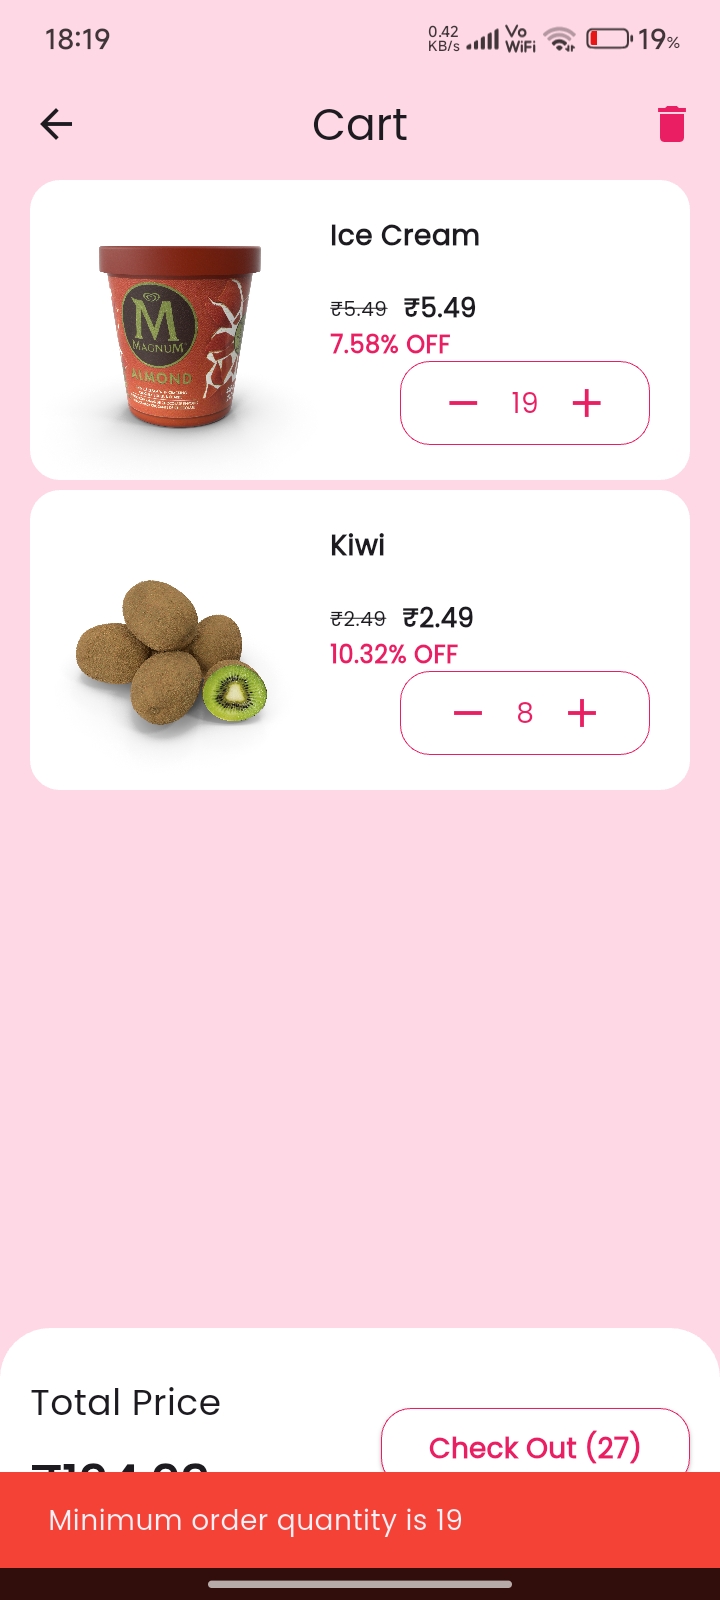 18:19
0.42
KB/s
Vo
WiFi
19%
Cart
Ice Cream
₹5.49 ₹5.49
7.58% OFF
19
M
MAGNUM
ALMOND
Kiwi
₹2.49 ₹2.49
10.32% OFF
8
Total Price
Check Out (27)
Minimum order quantity is 19